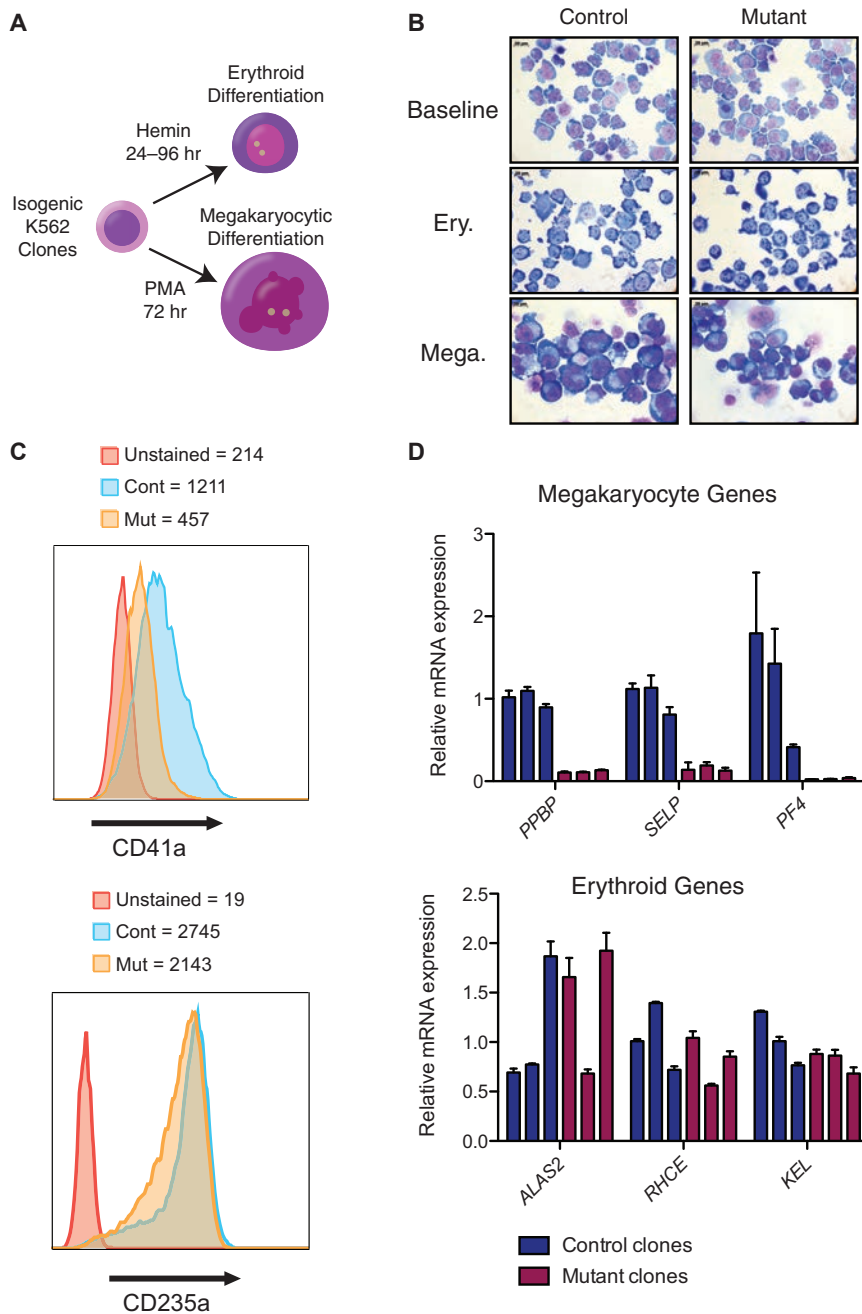 A
Erythroid
Differentiation
Hemin
24–96 hr
Isogenic
K562
Clones
Megakaryocytic
Differentiation
PMA
72 hr
B
Control
Mutant
Baseline
Ery.
Mega.
C
Unstained = 214
Cont = 1211
Mut = 457
CD41a
Unstained = 19
Cont = 2745
Mut = 2143
CD235a
D
Megakaryocyte Genes
Relative mRNA expression
3
2
1
0
PPBP
SELP
PF4
Erythroid Genes
Relative mRNA expression
2.5
2.0
1.5
1.0
0.5
0.0
ALAS2
RHCE
KEL
Control clones
Mutant clones